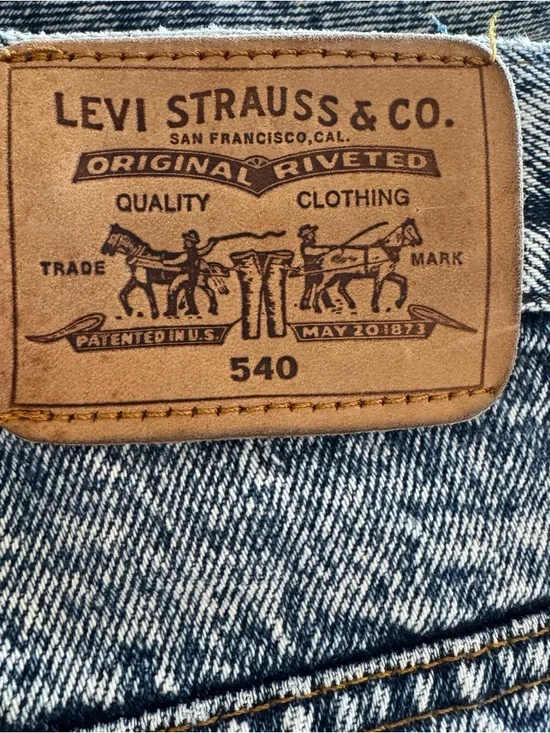 LEVI STRAUSS & CO.
SAN FRANCISCO, CAL.
ORIGINAL RIVETED
QUALITY CLOTHING
TRADE MARK
PATENTED IN U.S. MAY 20 1873
540